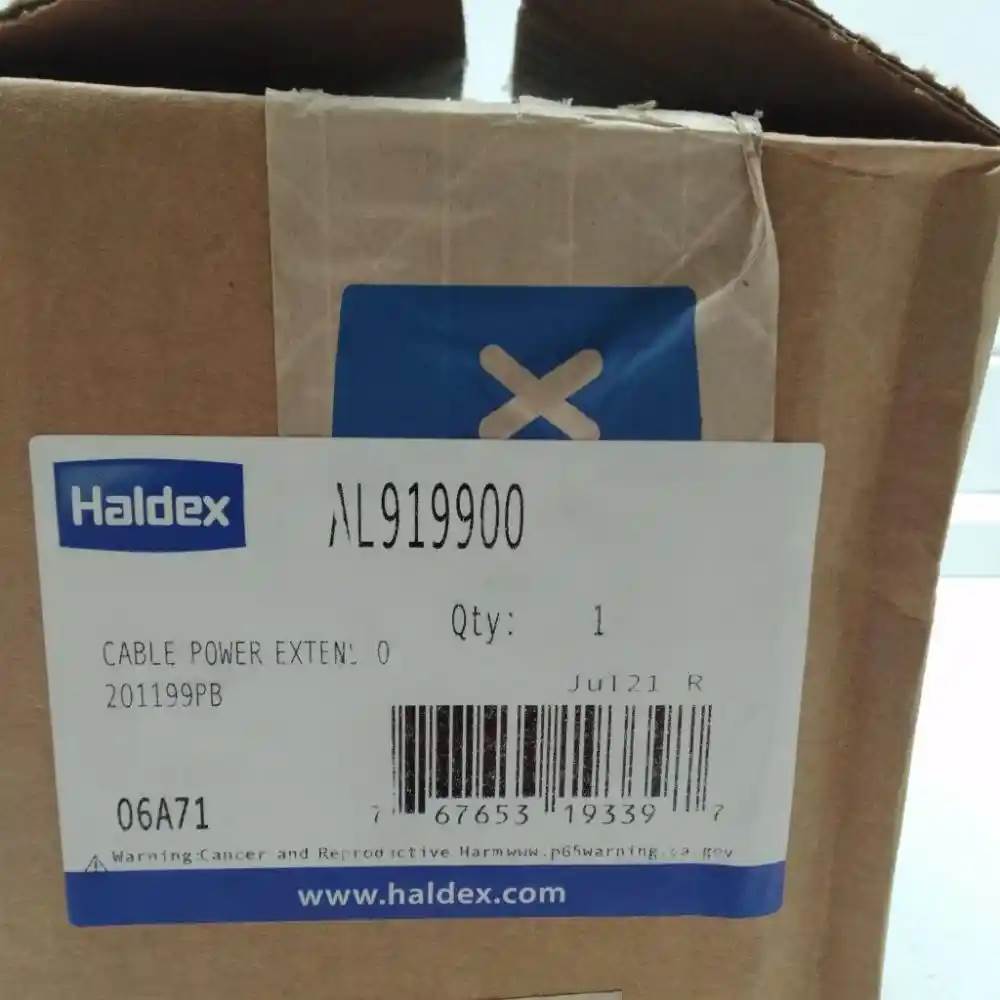 Haldex
AL919900
Qty: 1
CABLE POWER
201199PB
Jul21 R
7 67653 19339 7
06A71
Warning:Cancer and Reproductive Harm www.p65warning.ca.gov
www.haldex.com